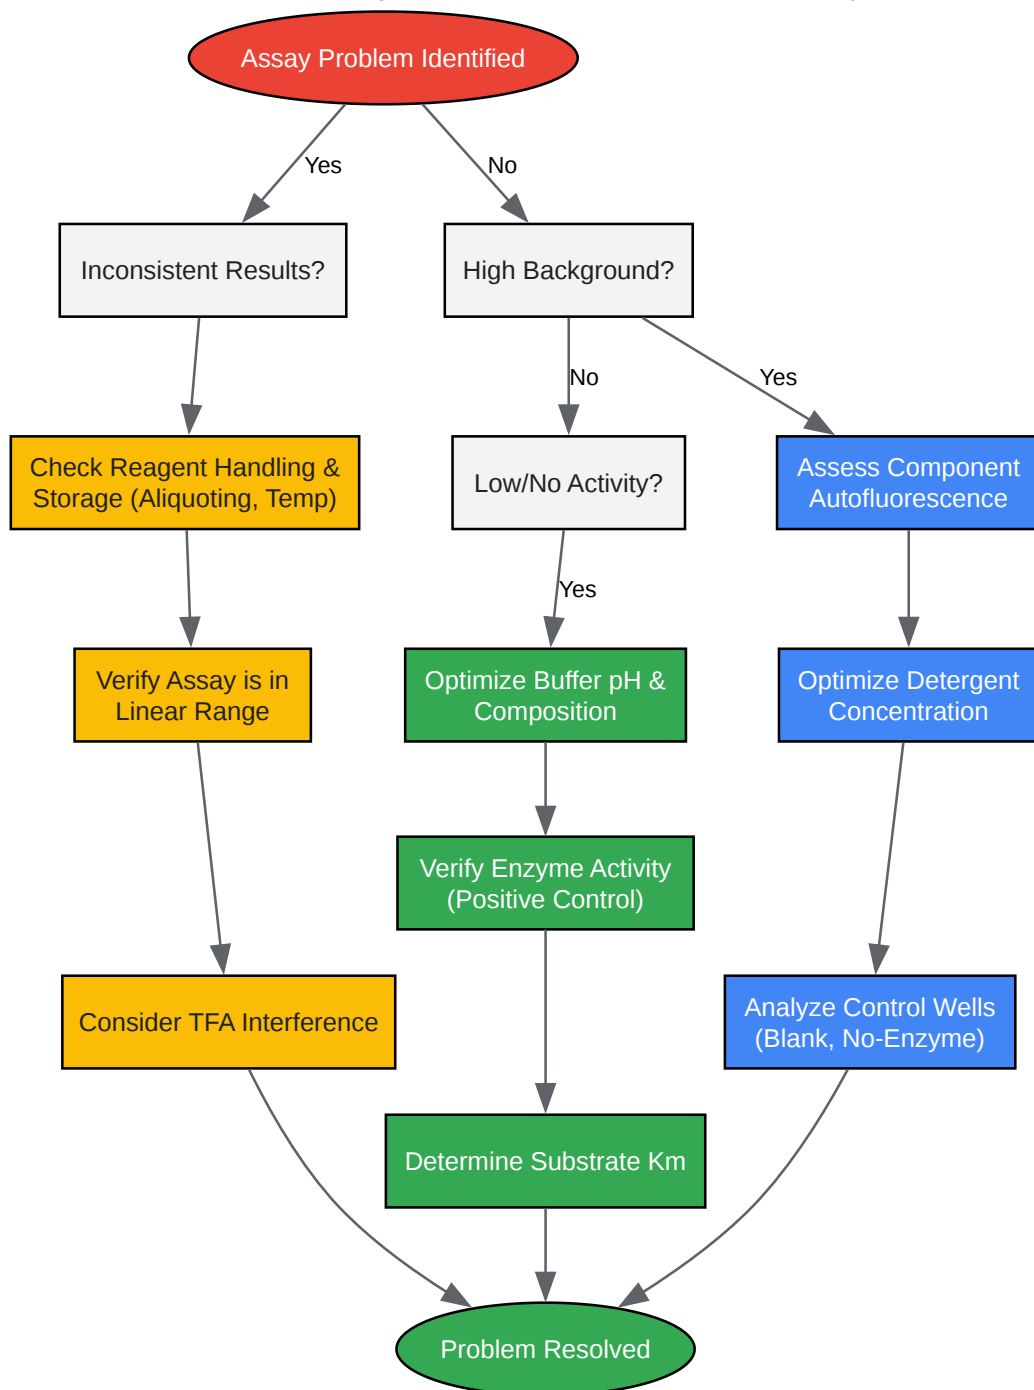 Assay Problem Identified
Yes
No
Inconsistent Results?
High Background?
No
Yes
Check Reagent Handling &
Storage (Aliquoting, Temp)
Low/No Activity?
Assess Component
Autofluorescence
Yes
Verify Assay is in
Linear Range
Optimize Buffer pH &
Composition
Optimize Detergent
Concentration
Verify Enzyme Activity
(Positive Control)
Consider TFA Interference
Analyze Control Wells
(Blank, No-Enzyme)
Determine Substrate Km
Problem Resolved